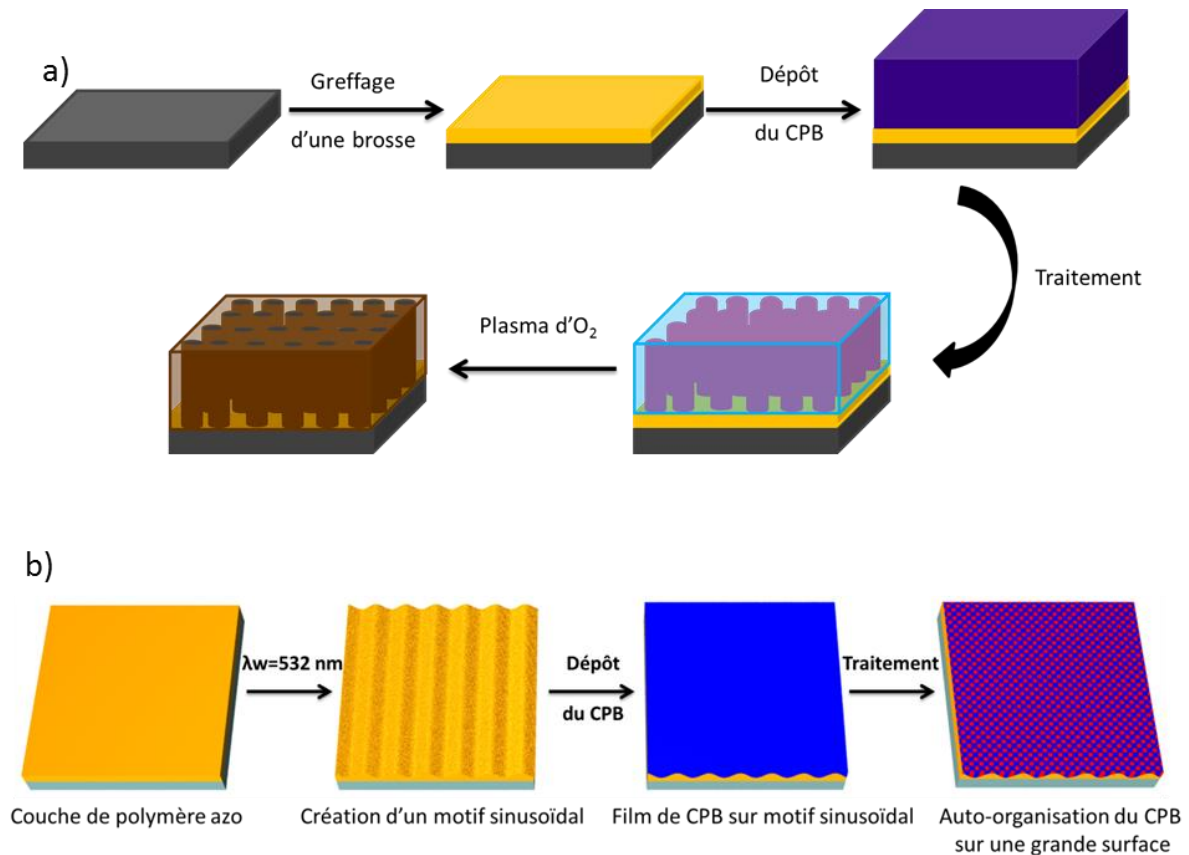 a)
Greffage
d'une brosse
Dépôt
du CPB
Traitement
Plasma d'O₂
b)
λw=532 nm
Dépôt
du CPB
Traitement
Couche de polymère azo
Création d'un motif sinusoïdal
Film de CPB sur motif sinusoïdal
Auto-organisation du CPB
sur une grande surface